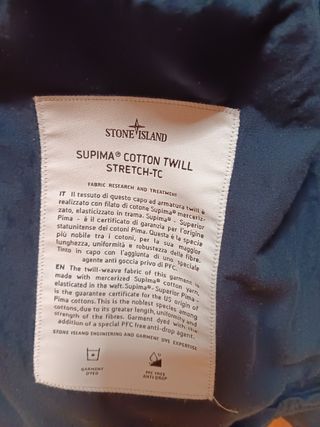 STONE ISLAND
SUPIMA® COTTON TWILL
STRETCH-TC
FABRIC RESEARCH AND TREATMENT
IT Il tessuto di questo capo ad armatura twill è
realizzato con filato di cotone Supima® merceriz-
zato, elasticizzato in trama. Supima® - Superior
Pima - è il certificato di garanzia per l'origine
statunitense dei cotoni Pima. Questa è la specie
più nobile tra i cotoni, per la sua maggior
lunghezza, uniformità e robustezza delle fibre.
Tinto in capo con l'aggiunta di uno speciale
agente anti goccia privo di PFC.
EN The twill-weave fabric of this garment is
made with mercerized Supima® cotton yarn,
elasticated in the weft. Supima®- Superior Pima -
is the guarantee certificate for the US origin of
Pima cottons. This is the noblest species among
cottons,due to its greater length, uniformity and
strength of the fibres. Garment dyed with the
addition of a special PFC free anti-drop agent.
STONE ISLAND ENGINEERING AND GARMENT DYE EXPERTISE
GARMENT
DYED
PFC FREE
ANTI-DROP